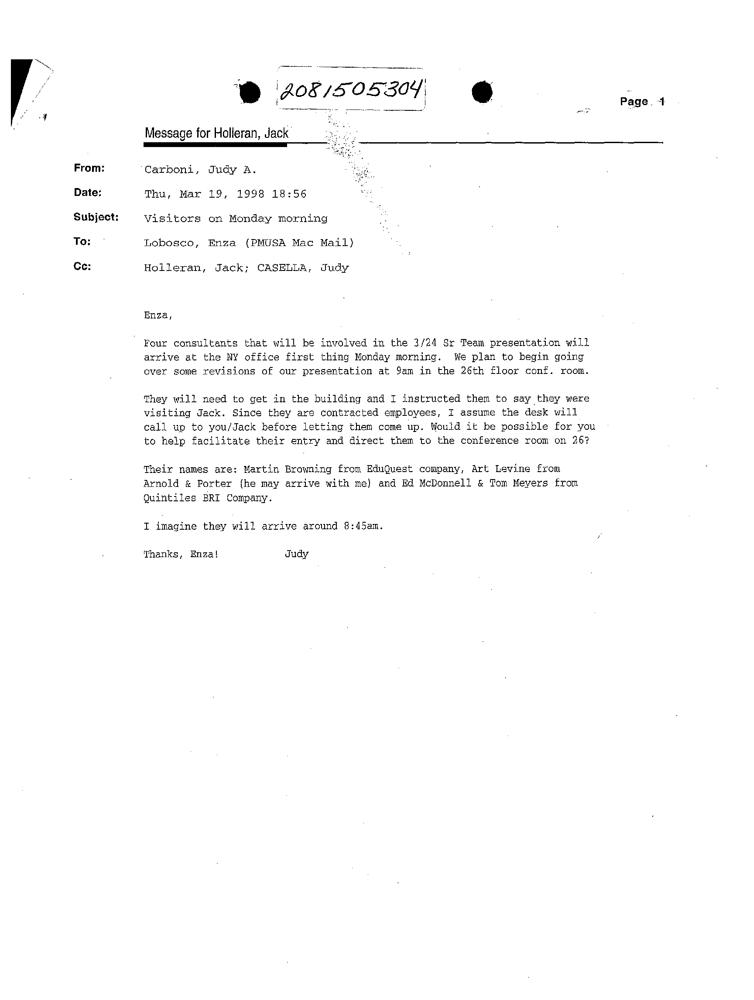 2081505304
Page 1
Message for Holleran, Jack
From: Carboni, Judy A.
Date: Thu, Mar 19, 1998 18:56
Subject: Visitors on Monday morning
To: Lobosco, Enza (PMUSA Mac Mail)
Cc: Holleran, Jack; CASELLA, Judy
Enza,
Four consultants that will be involved in the 3/24 Sr Team presentation will
arrive at the NY office first thing Monday morning. We plan to begin going
over some revisions of our presentation at 9am in the 26th floor conf. room.
They will need to get in the building and I instructed them to say they were
visiting Jack. Since they are contracted employees, I assume the desk will
call up to you/Jack before letting them come up. Would it be possible for you
to help facilitate their entry and direct them to the conference room on 26?
Their names are: Martin Browning from EduQuest company, Art Levine from
Arnold & Porter (he may arrive with me) and Ed McDonnell & Tom Meyers from
Quintiles BRI Company.
I imagine they will arrive around 8:45am.
Thanks, Enza! Judy